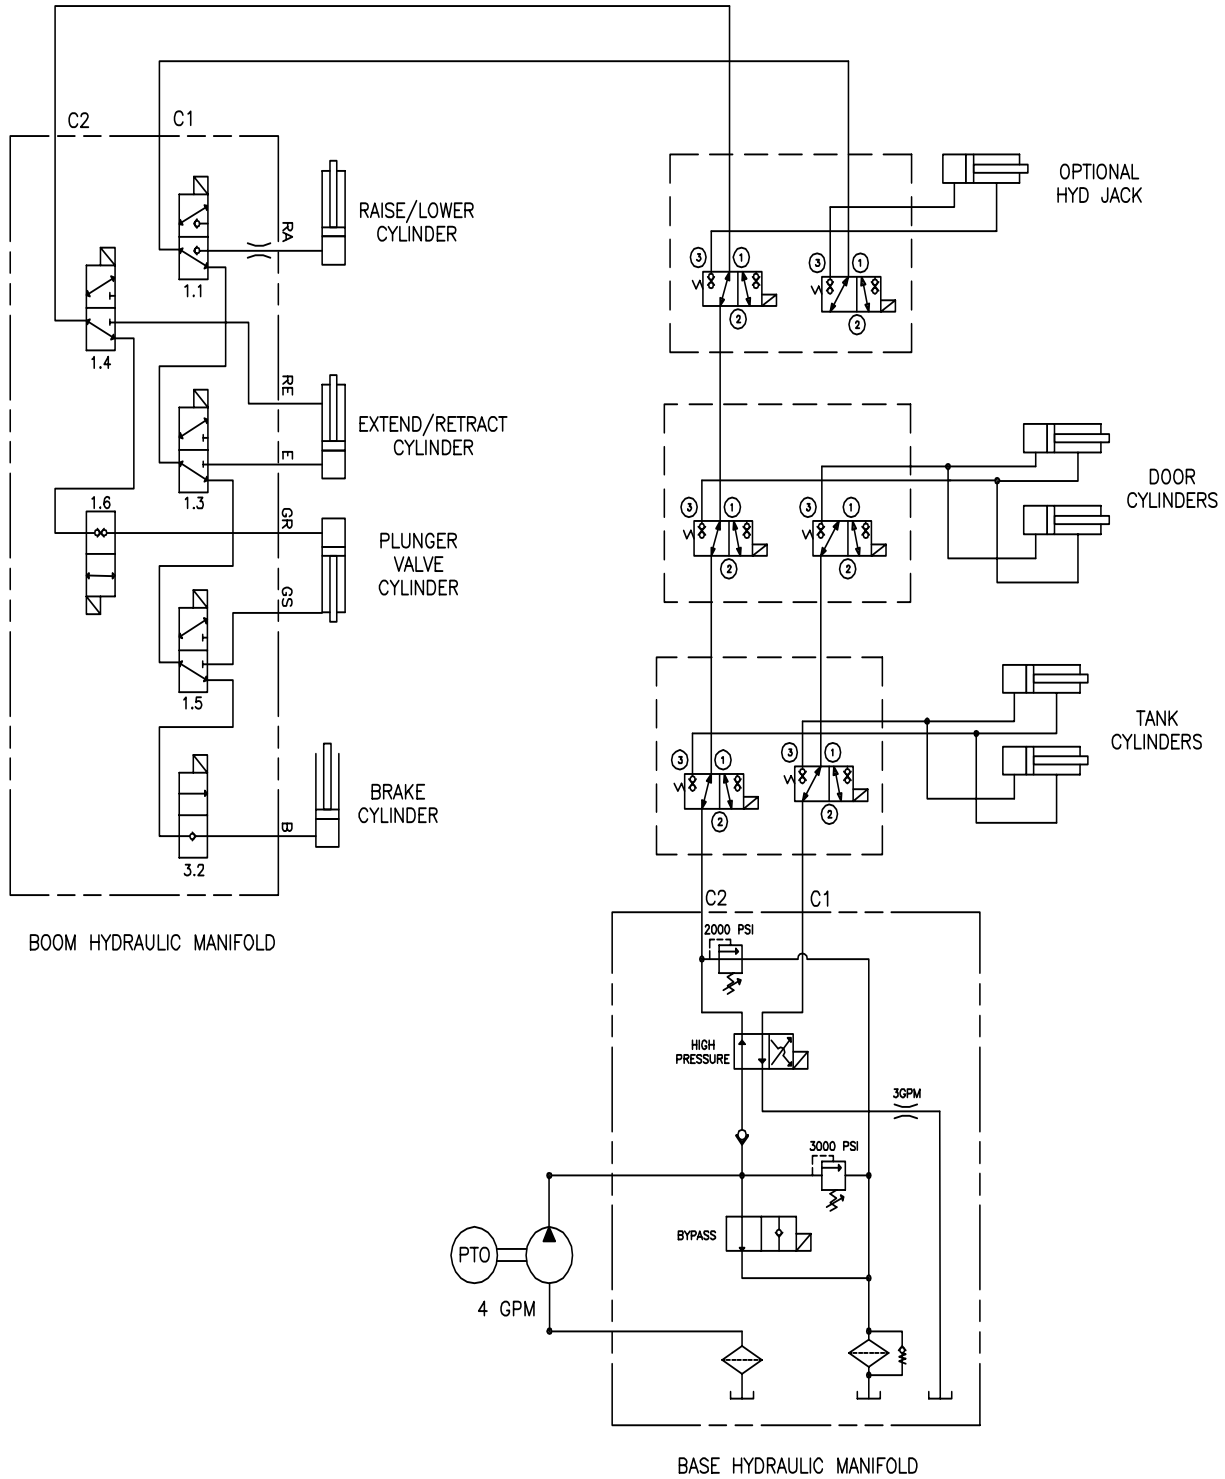 C2
C1
RA
RAISE/LOWER
CYLINDER
1.1
1.4
RE
EXTEND/RETRACT
CYLINDER
E
1.3
1.6
GR
PLUNGER
VALVE
CYLINDER
GS
1.5
BRAKE
CYLINDER
B
3.2
BOOM HYDRAULIC MANIFOLD
OPTIONAL
HYD JACK
3
1
3
1
2
2
DOOR
CYLINDERS
3
1
3
1
2
2
TANK
CYLINDERS
3
1
3
1
2
2
C2
C1
2000 PSI
HIGH
PRESSURE
3GPM
3000 PSI
BYPASS
PTO
4 GPM
BASE HYDRAULIC MANIFOLD